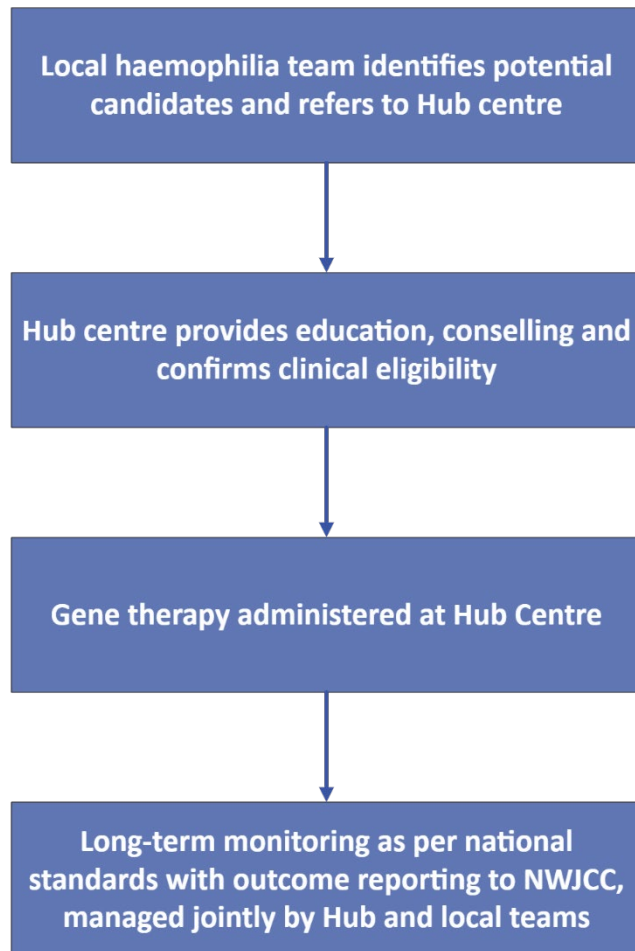 Local haemophilia team identifies potential
candidates and refers to Hub centre
Hub centre provides education, conselling and
confirms clinical eligibility
Gene therapy administered at Hub Centre
Long-term monitoring as per national
standards with outcome reporting to NWJCC,
managed jointly by Hub and local teams